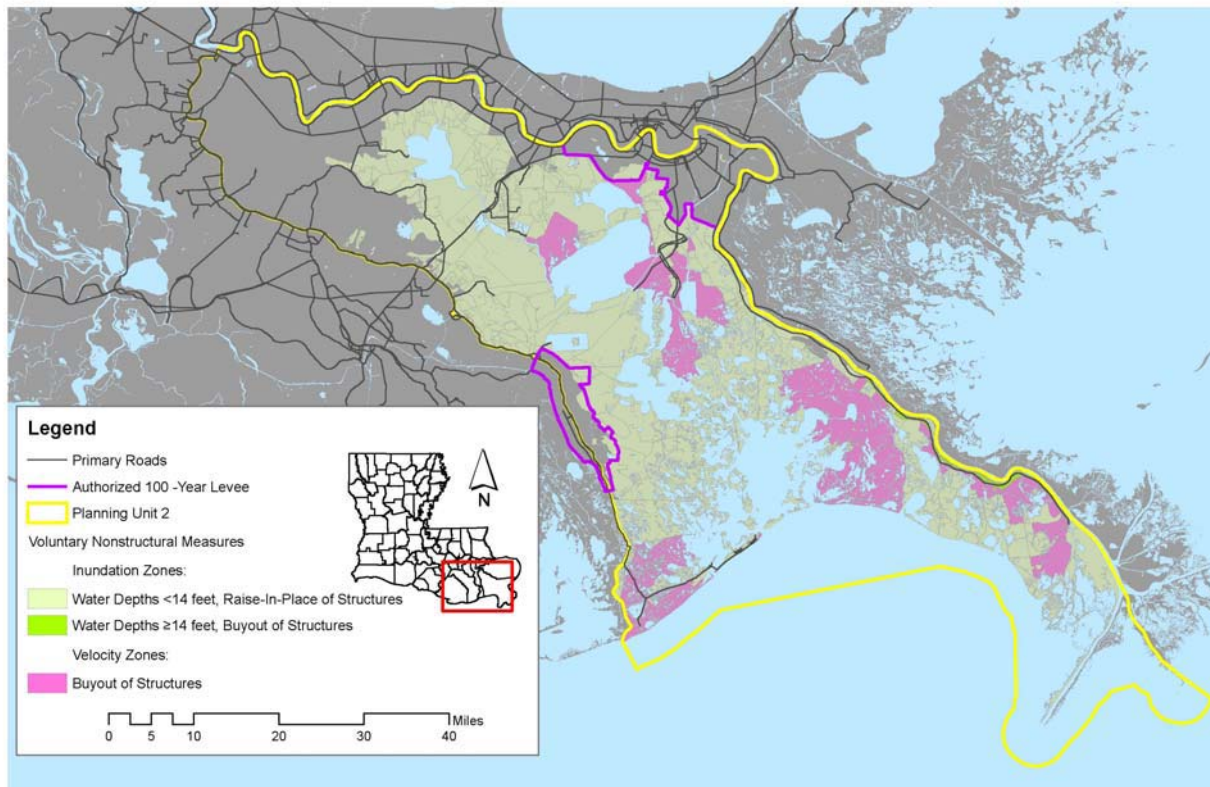 Legend
Primary Roads
Authorized 100 -Year Levee
Planning Unit 2
Voluntary Nonstructural Measures
Inundation Zones:
Water Depths <14 feet, Raise-In-Place of Structures
Water Depths ≥14 feet, Buyout of Structures
Velocity Zones:
Buyout of Structures
N
Miles
0 5 10 20 30 40